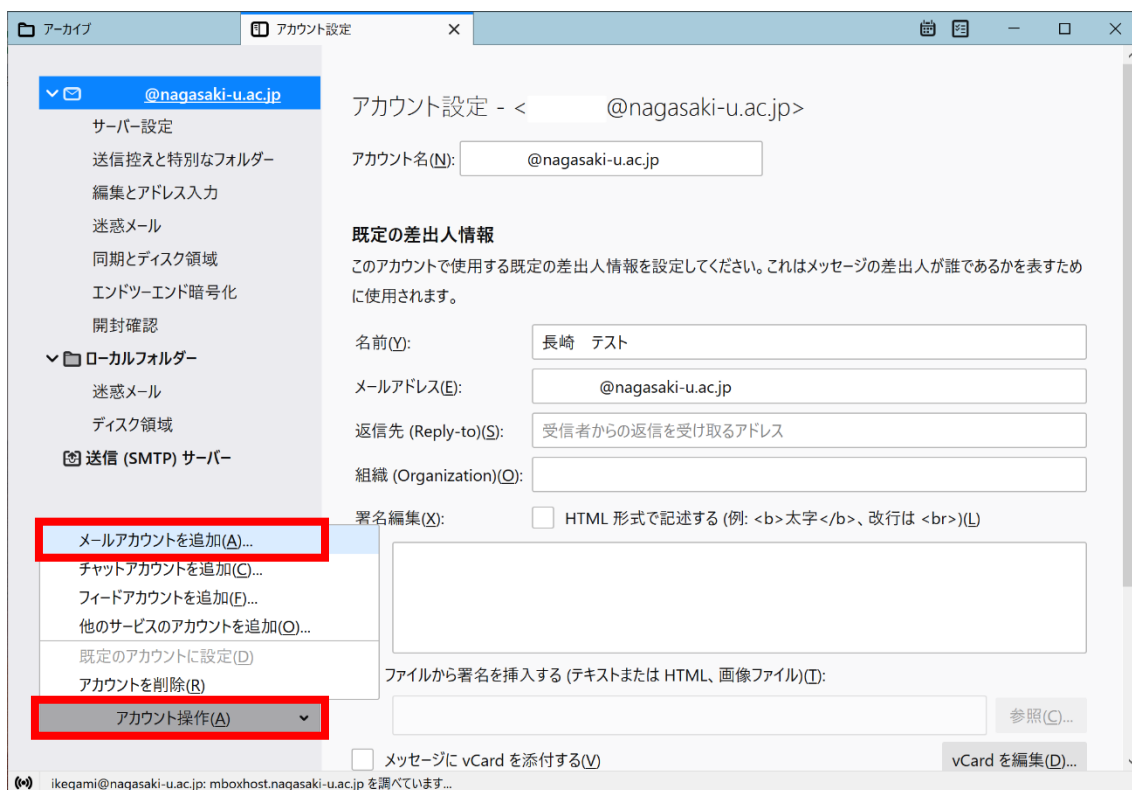 アーカイブ
アカウント設定
@nagasaki-u.ac.jp
サーバー設定
送信控えと特別なフォルダー
編集とアドレス入力
迷惑メール
同期とディスク領域
エンドツーエンド暗号化
開封確認
ローカルフォルダー
迷惑メール
ディスク領域
送信 (SMTP) サーバー
メールアカウントを追加(A)...
チャットアカウントを追加(C)...
フィードアカウントを追加(F)...
他のサービスのアカウントを追加(O)...
既定のアカウントに設定(D)
アカウントを削除(R)
アカウント操作(A)
アカウント設定 - < @nagasaki-u.ac.jp>
アカウント名(N): @nagasaki-u.ac.jp
既定の差出人情報
このアカウントで使用する既定の差出人情報を設定してください。これはメッセージの差出人が誰であるかを表すため
に使用されます。
名前(Y): 長崎　テスト
メールアドレス(E): @nagasaki-u.ac.jp
返信先 (Reply-to)(S): 受信者からの返信を受け取るアドレス
組織 (Organization)(O):
署名編集(X): HTML 形式で記述する (例: <b>太字</b>、改行は <br>)(L)
ファイルから署名を挿入する (テキストまたは HTML、画像ファイル)(T):
参照(C)...
メッセージに vCard を添付する(V) vCard を編集(D)...
ikegami@nagasaki-u.ac.jp: mboxhost.nagasaki-u.ac.jp を調べています...